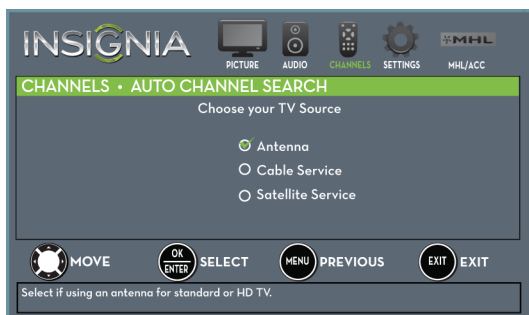 INSIGNIA
PICTURE AUDIO CHANNELS SETTINGS MHL MHL/ACC
CHANNELS • AUTO CHANNEL SEARCH
Choose your TV Source
Antenna
Cable Service
Satellite Service
MOVE OK ENTER SELECT MENU PREVIOUS EXIT EXIT
Select if using an antenna for standard or HD TV.